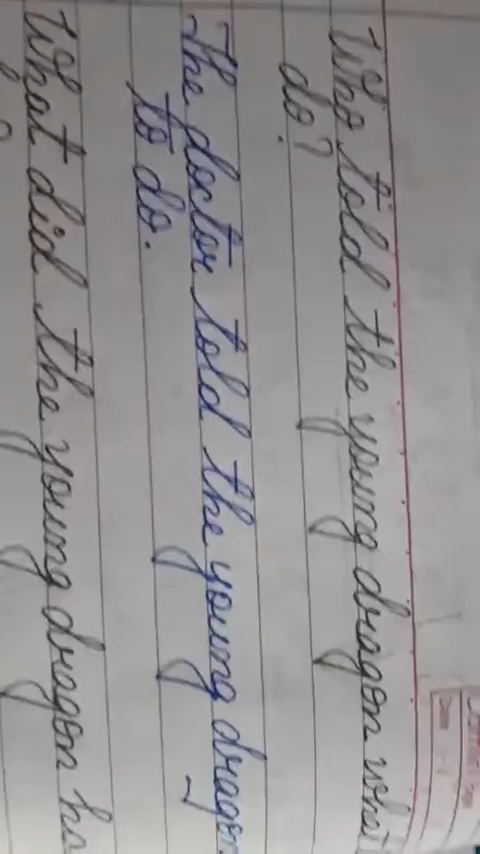 Who told the young dragon what
do?
The doctor told the young dragon
to do.
What did the young dragon